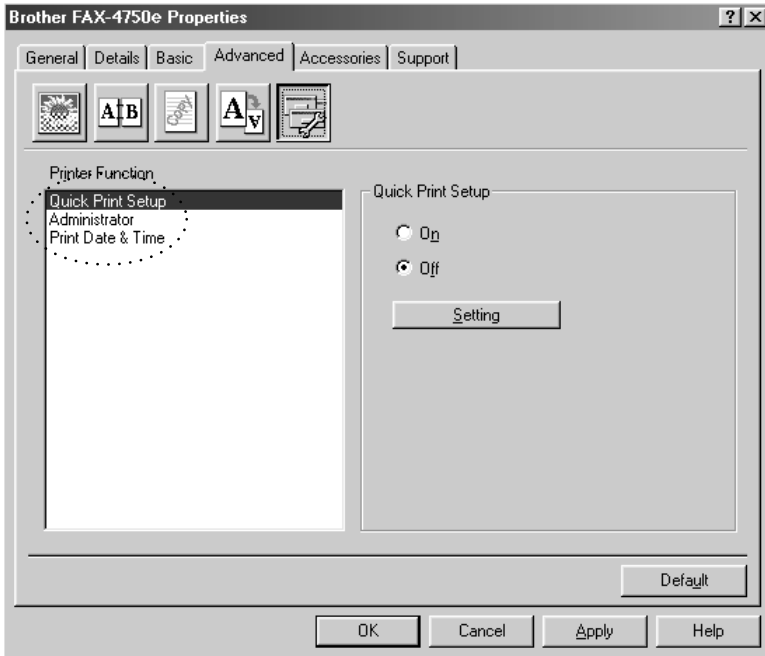 Brother FAX-4750e Properties
General Details Basic Advanced Accessories Support
A B COPY A A
Printer Function
Quick Print Setup
Administrator
Print Date & Time
Quick Print Setup
On
Off
Setting
Default
OK Cancel Apply Help